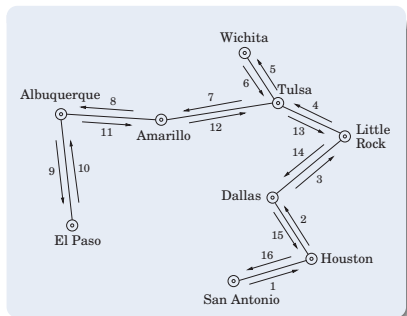 Wichita
5
6
Tulsa
Albuquerque
8
7
4
11
Amarillo
12
13
Little
Rock
14
9
10
3
Dallas
2
El Paso
15
16
Houston
1
San Antonio